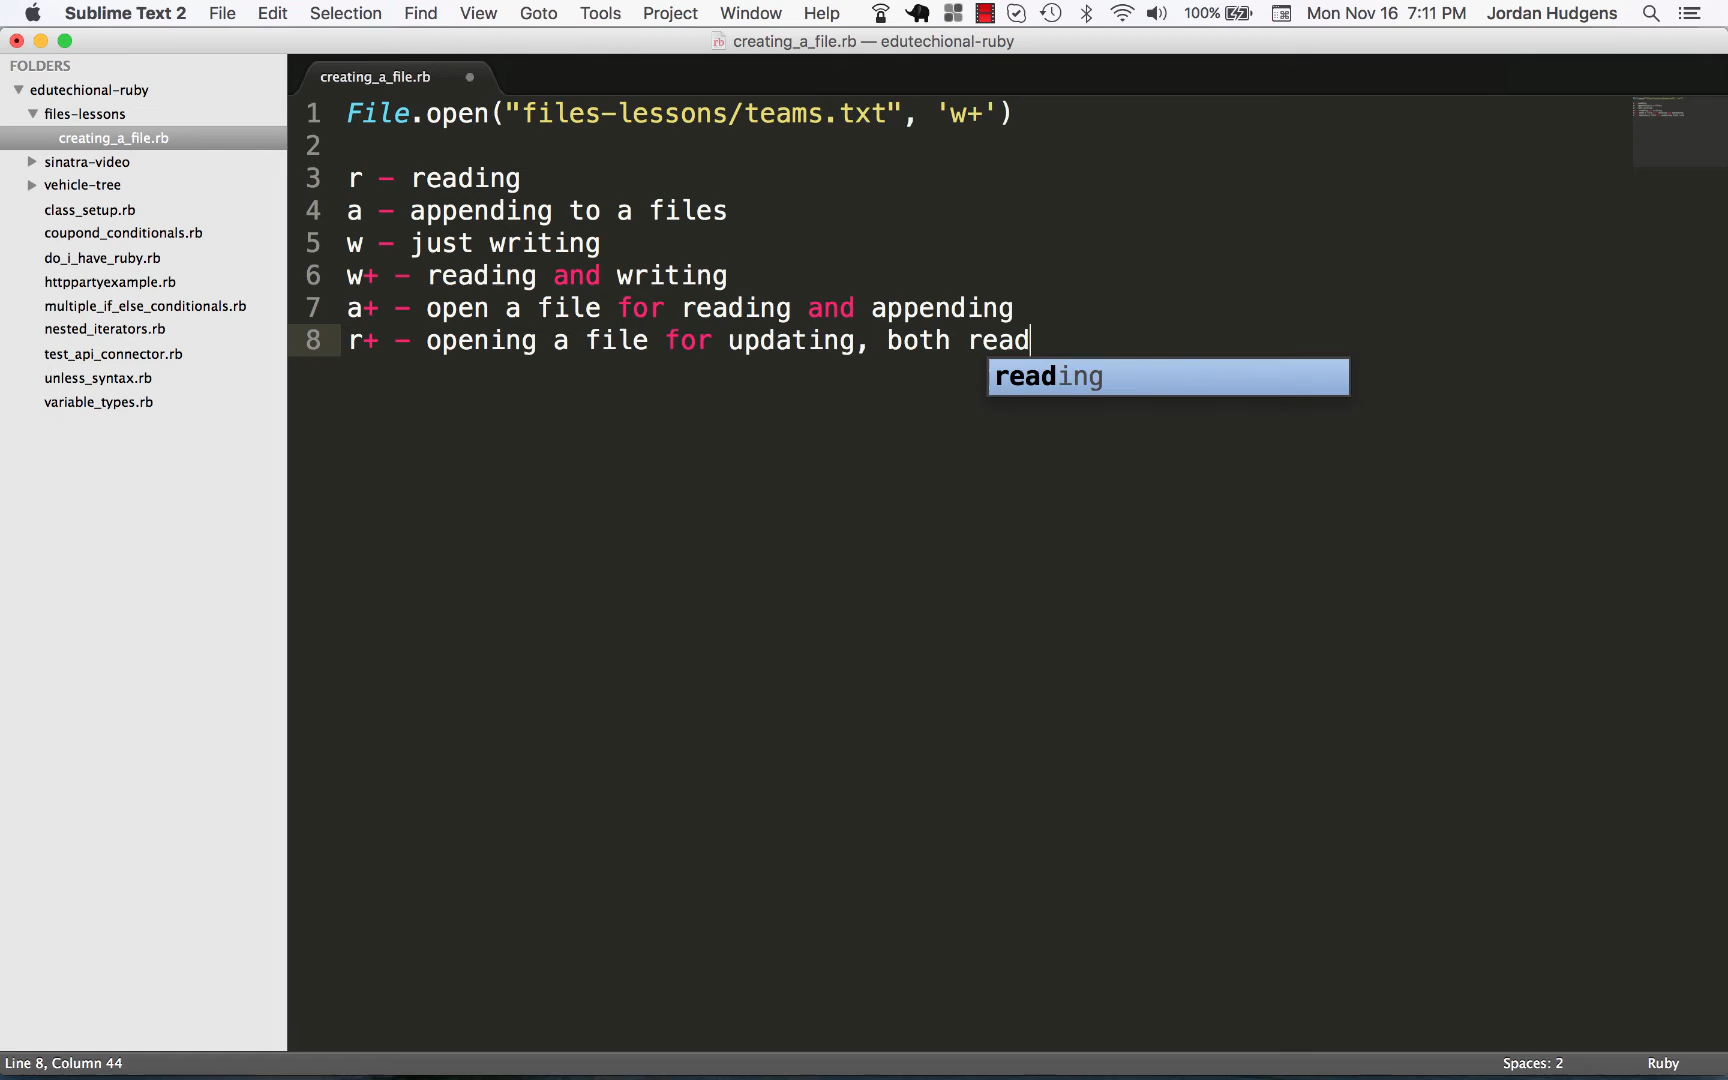 Sublime Text 2 File Edit Selection Find View Goto Tools Project Window Help 100% Mon Nov 16 7:11 PM Jordan Hudgens
creating_a_file.rb — edutechional-ruby
FOLDERS
edutechional-ruby
files-lessons
creating_a_file.rb
sinatra-video
vehicle-tree
class_setup.rb
coupond_conditionals.rb
do_i_have_ruby.rb
httppartyexample.rb
multiple_if_else_conditionals.rb
nested_iterators.rb
test_api_connector.rb
unless_syntax.rb
variable_types.rb
creating_a_file.rb
1 File.open("files-lessons/teams.txt", 'w+')
2
3 r - reading
4 a - appending to a files
5 w - just writing
6 w+ - reading and writing
7 a+ - open a file for reading and appending
8 r+ - opening a file for updating, both read
reading
Line 8, Column 44 Spaces: 2 Ruby